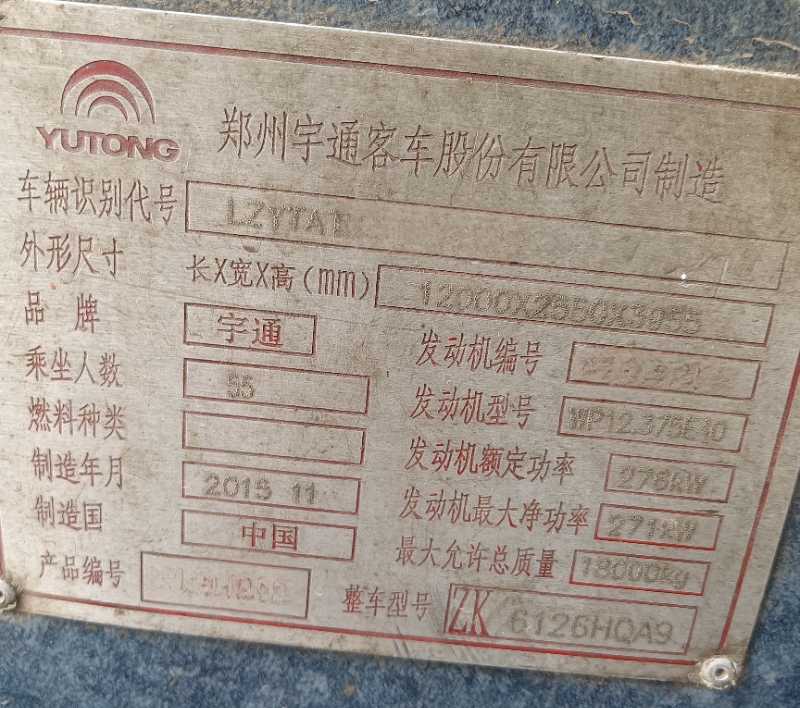 YUTONG
郑州宇通客车股份有限公司制造
车辆识别代号 LZYTAT
外形尺寸 长X宽X高(mm) 12000X2550X3955
品牌 宇通
发动机编号
乘坐人数 55
发动机型号 WP12.375E40
燃料种类
发动机额定功率 276kW
制造年月 2015 11
发动机最大净功率 271kW
制造国 中国
最大允许总质量 18000kg
产品编号
整车型号 ZK 6126HQA9